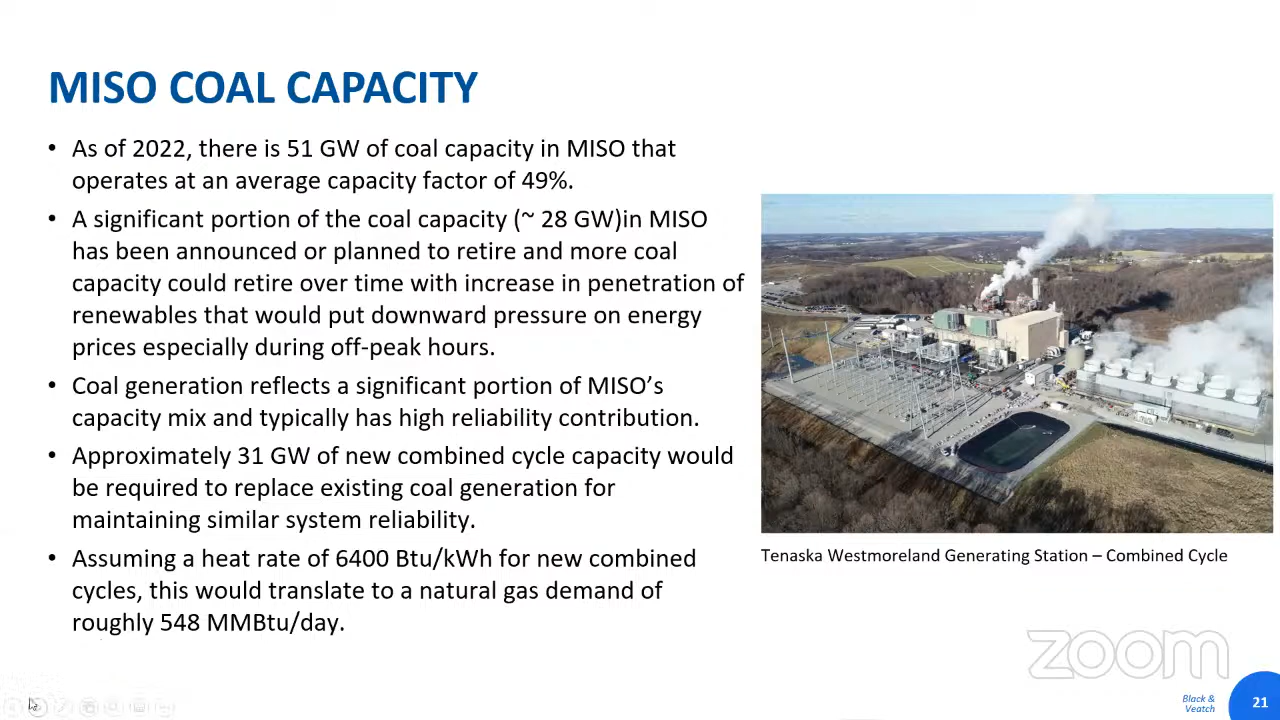 MISO COAL CAPACITY
• As of 2022, there is 51 GW of coal capacity in MISO that
operates at an average capacity factor of 49%.
• A significant portion of the coal capacity (~ 28 GW)in MISO
has been announced or planned to retire and more coal
capacity could retire over time with increase in penetration of
renewables that would put downward pressure on energy
prices especially during off-peak hours.
• Coal generation reflects a significant portion of MISO’s
capacity mix and typically has high reliability contribution.
• Approximately 31 GW of new combined cycle capacity would
be required to replace existing coal generation for
maintaining similar system reliability.
• Assuming a heat rate of 6400 Btu/kWh for new combined
cycles, this would translate to a natural gas demand of
roughly 548 MMBtu/day.
Tenaska Westmoreland Generating Station – Combined Cycle
zoom
Black &
Veatch
21